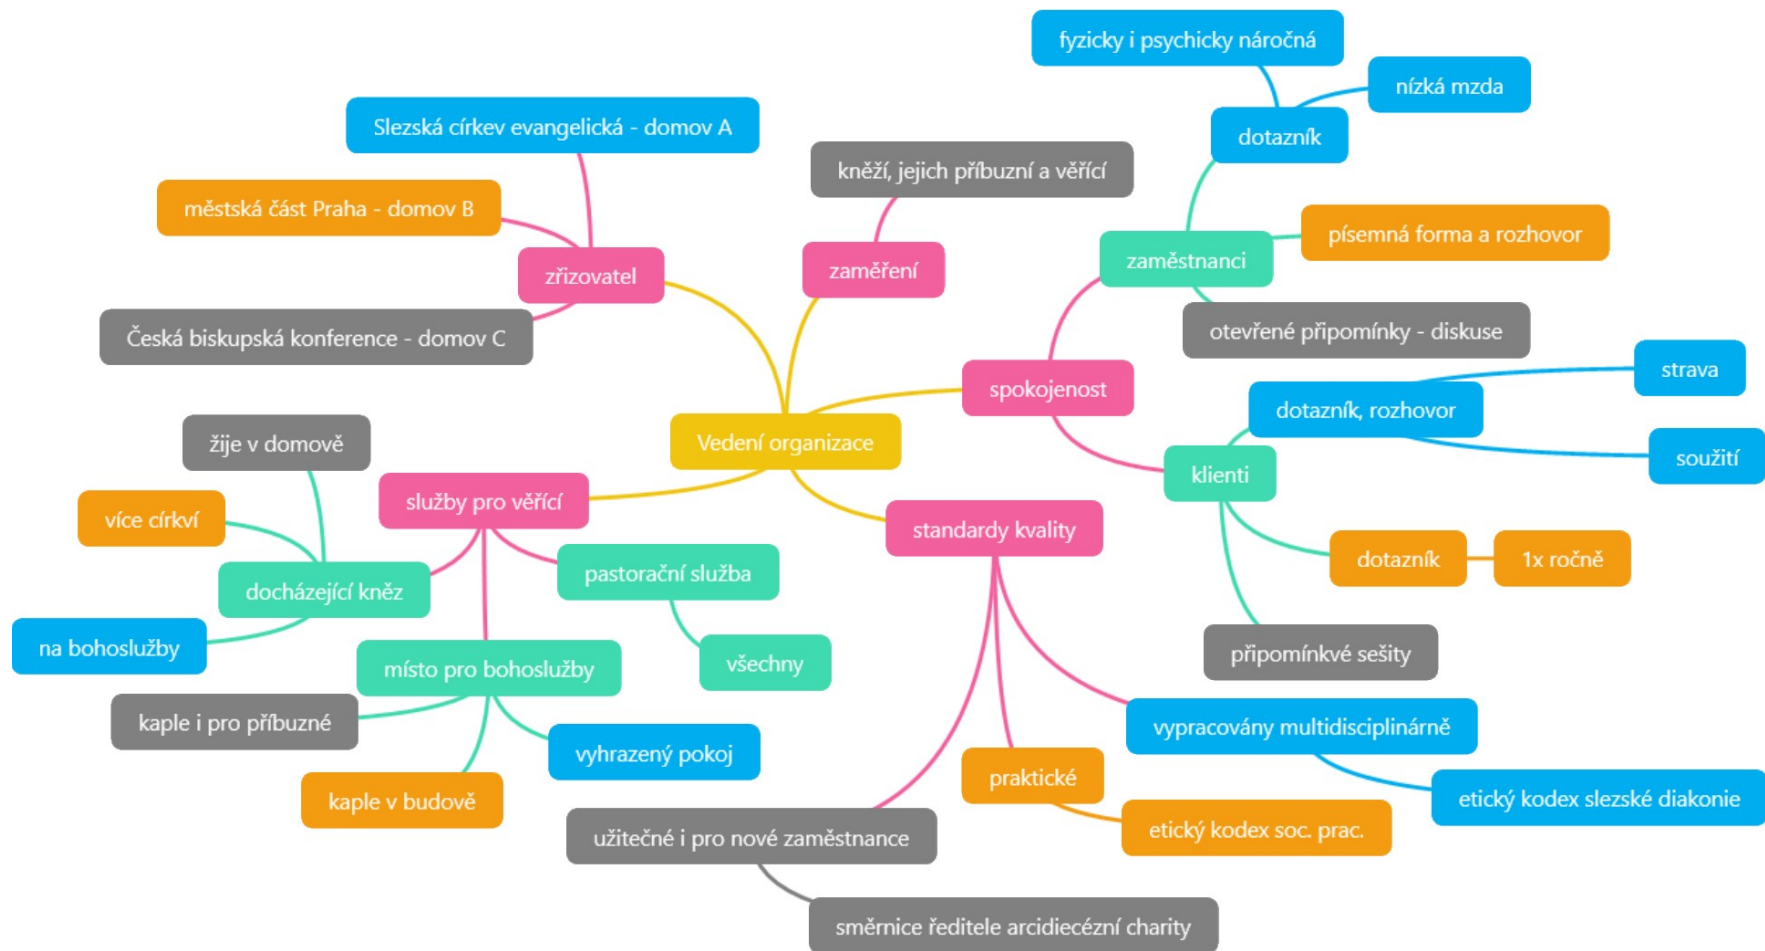 fyzicky i psychicky náročná
nízká mzda
Slezská církev evangelická - domov A
dotazník
kněží, jejich příbuzní a věřící
městská část Praha - domov B
písemná forma a rozhovor
zaměstnanci
zřizovatel
zaměření
Česká biskupská konference - domov C
otevřené připomínky - diskuse
strava
spokojenost
dotazník, rozhovor
žije v domově
Vedení organizace
soužití
klienti
služby pro věřící
více církví
standardy kvality
dotazník
1x ročně
pastorační služba
docházející kněz
na bohoslužby
místo pro bohoslužby
všechny
připomínkvé sešity
kaple i pro příbuzné
vypracovány multidisciplinárně
vyhrazený pokoj
praktické
kaple v budově
etický kodex slezské diakonie
etický kodex soc. prac.
užitečné i pro nové zaměstnance
směrnice ředitele arcidiecézní charity